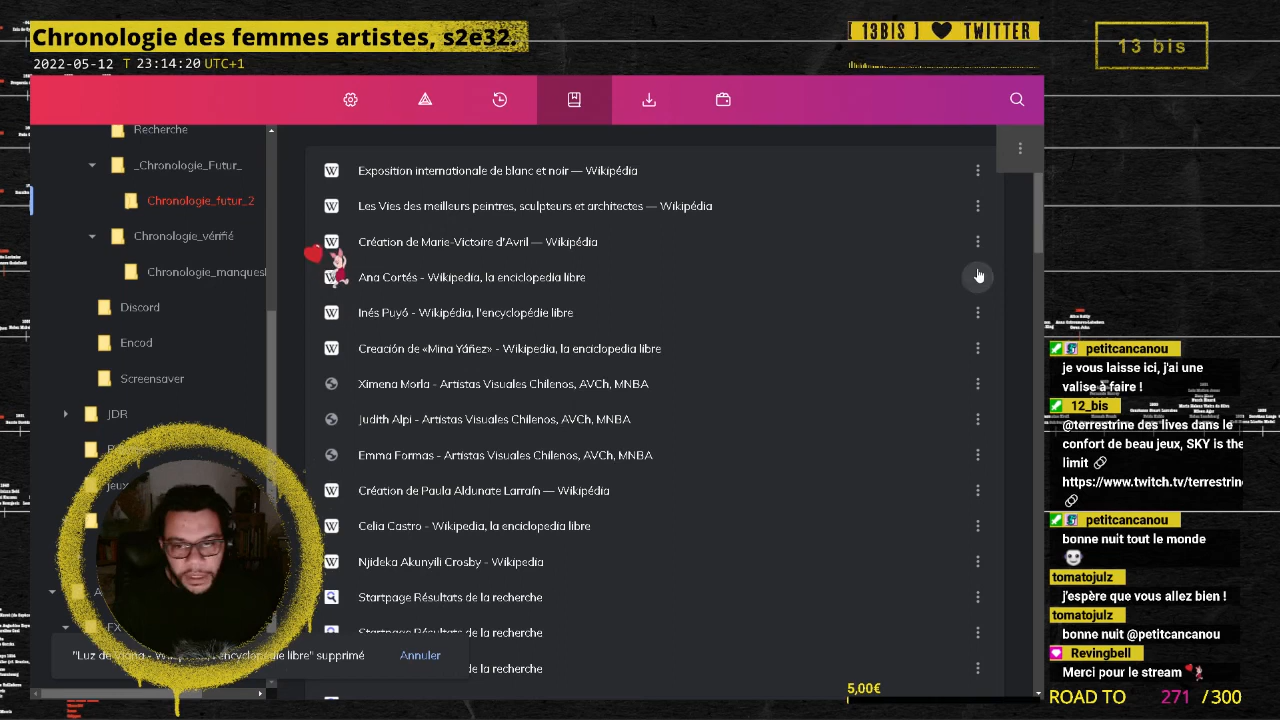 Chronologie des femmes artistes, s2e32.
2022-05-12 T 23:14:20 UTC+1
[ 13BIS ] ♥ TWITTER
13 bis
Recherche
_Chronologie_Futur_
Chronologie_futur_2
Chronologie_vérifié
Chronologie_manquesl
Discord
Encod
Screensaver
JDR
jeux
FX
Exposition internationale de blanc et noir — Wikipédia
Les Vies des meilleurs peintres, sculpteurs et architectes — Wikipédia
Création de Marie-Victoire d'Avril — Wikipédia
Ana Cortés - Wikipedia, la enciclopedia libre
Inés Puyó - Wikipédia, l'encyclopédie libre
Creación de «Mina Yáñez» - Wikipedia, la enciclopedia libre
Ximena Morla - Artistas Visuales Chilenos, AVCh, MNBA
Judith Alpi - Artistas Visuales Chilenos, AVCh, MNBA
Emma Formas - Artistas Visuales Chilenos, AVCh, MNBA
Création de Paula Aldunate Larraín — Wikipédia
Celia Castro - Wikipedia, la enciclopedia libre
Njideka Akunyili Crosby - Wikipedia
Startpage Résultats de la recherche
Startpage Résultats de la recherche
de la recherche
"Luz de libre" supprimé
Annuler
petitcancanou
je vous laisse ici, j'ai une
valise à faire !
12_bis
@terrestrine des lives dans le
confort de beau jeux, SKY is the
limit
https://www.twitch.tv/terrestrine
petitcancanou
bonne nuit tout le monde
tomatojulz
j'espère que vous allez bien !
tomatojulz
bonne nuit @petitcancanou
Revingbell
Merci pour le stream
5,00€
ROAD TO 271 / 300